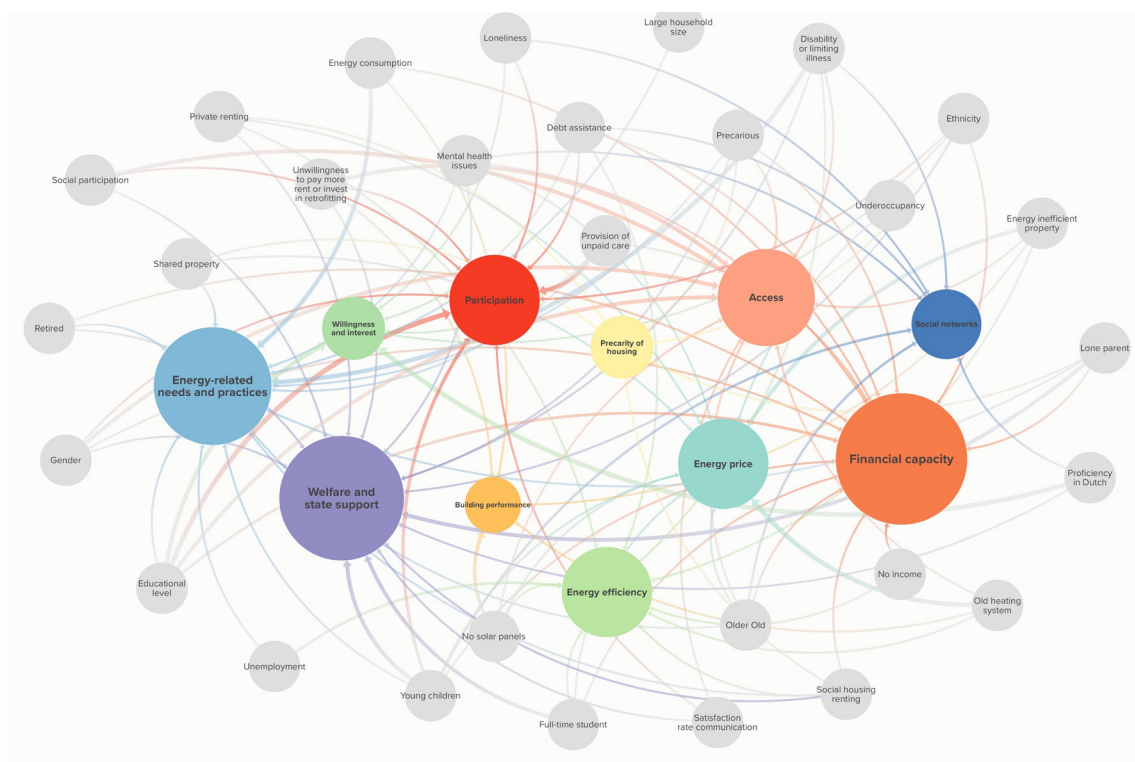 Large household
size
Loneliness
Disability
or limiting
illness
Energy consumption
Private renting
Debt assistance
Precarious
Ethnicity
Mental health
issues
Unwillingness
to pay more
rent or invest
in retrofitting
Social participation
Underoccupancy
Energy inefficient
property
Provision of
unpaid care
Shared property
Participation
Access
Retired
Willingness
and interest
Precarity of
housing
Social networks
Lone parent
Energy-related
needs and practices
Gender
Energy price
Financial capacity
Proficiency
in Dutch
Welfare and
state support
Building performance
Educational
level
Energy efficiency
No income
Old heating
system
No solar panels
Older Old
Unemployment
Young children
Social housing
renting
Full-time student
Satisfaction
rate communication